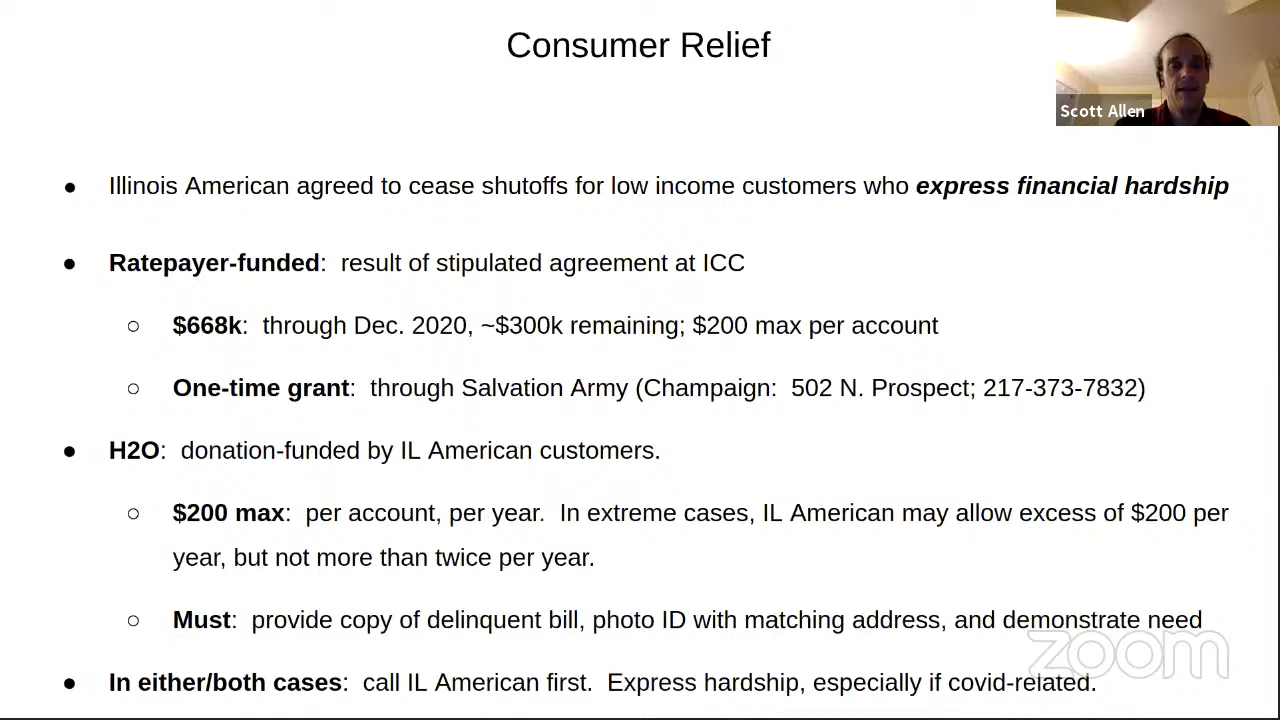 Consumer Relief
Scott Allen
● Illinois American agreed to cease shutoffs for low income customers who express financial hardship
● Ratepayer-funded:  result of stipulated agreement at ICC
○ $668k:  through Dec. 2020, ~$300k remaining; $200 max per account
○ One-time grant:  through Salvation Army (Champaign:  502 N. Prospect; 217-373-7832)
● H2O:  donation-funded by IL American customers.
○ $200 max:  per account, per year.  In extreme cases, IL American may allow excess of $200 per
year, but not more than twice per year.
○ Must:  provide copy of delinquent bill, photo ID with matching address, and demonstrate need
zoom
● In either/both cases:  call IL American first.  Express hardship, especially if covid-related.